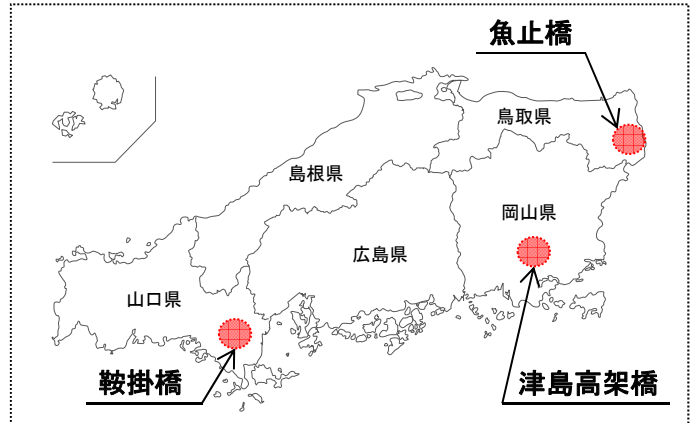 魚止橋
鳥取県
島根県
岡山県
広島県
山口県
鞍掛橋
津島高架橋